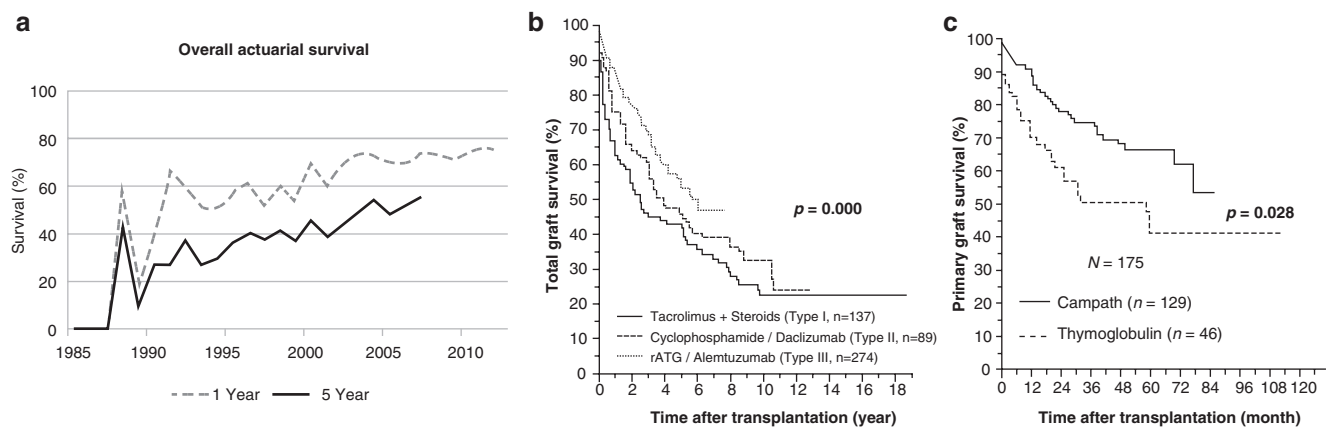 a
Overall actuarial survival
Survival (%)
100
80
60
40
20
0
1985 1990 1995 2000 2005 2010
1 Year 5 Year
b
Total graft survival (%)
100
90
80
70
60
50
40
30
20
10
0
p = 0.000
Tacrolimus + Steroids (Type I, n=137)
Cyclophosphamide / Daclizumab (Type II, n=89)
rATG / Alemtuzumab (Type III, n=274)
0 2 4 6 8 10 12 14 16 18
Time after transplantation (year)
c
Primary graft survival (%)
100
90
80
70
60
50
40
30
20
10
0
p = 0.028
N = 175
Campath (n = 129)
Thymoglobulin (n = 46)
0 12 24 36 48 60 72 84 96 108 120
Time after transplantation (month)